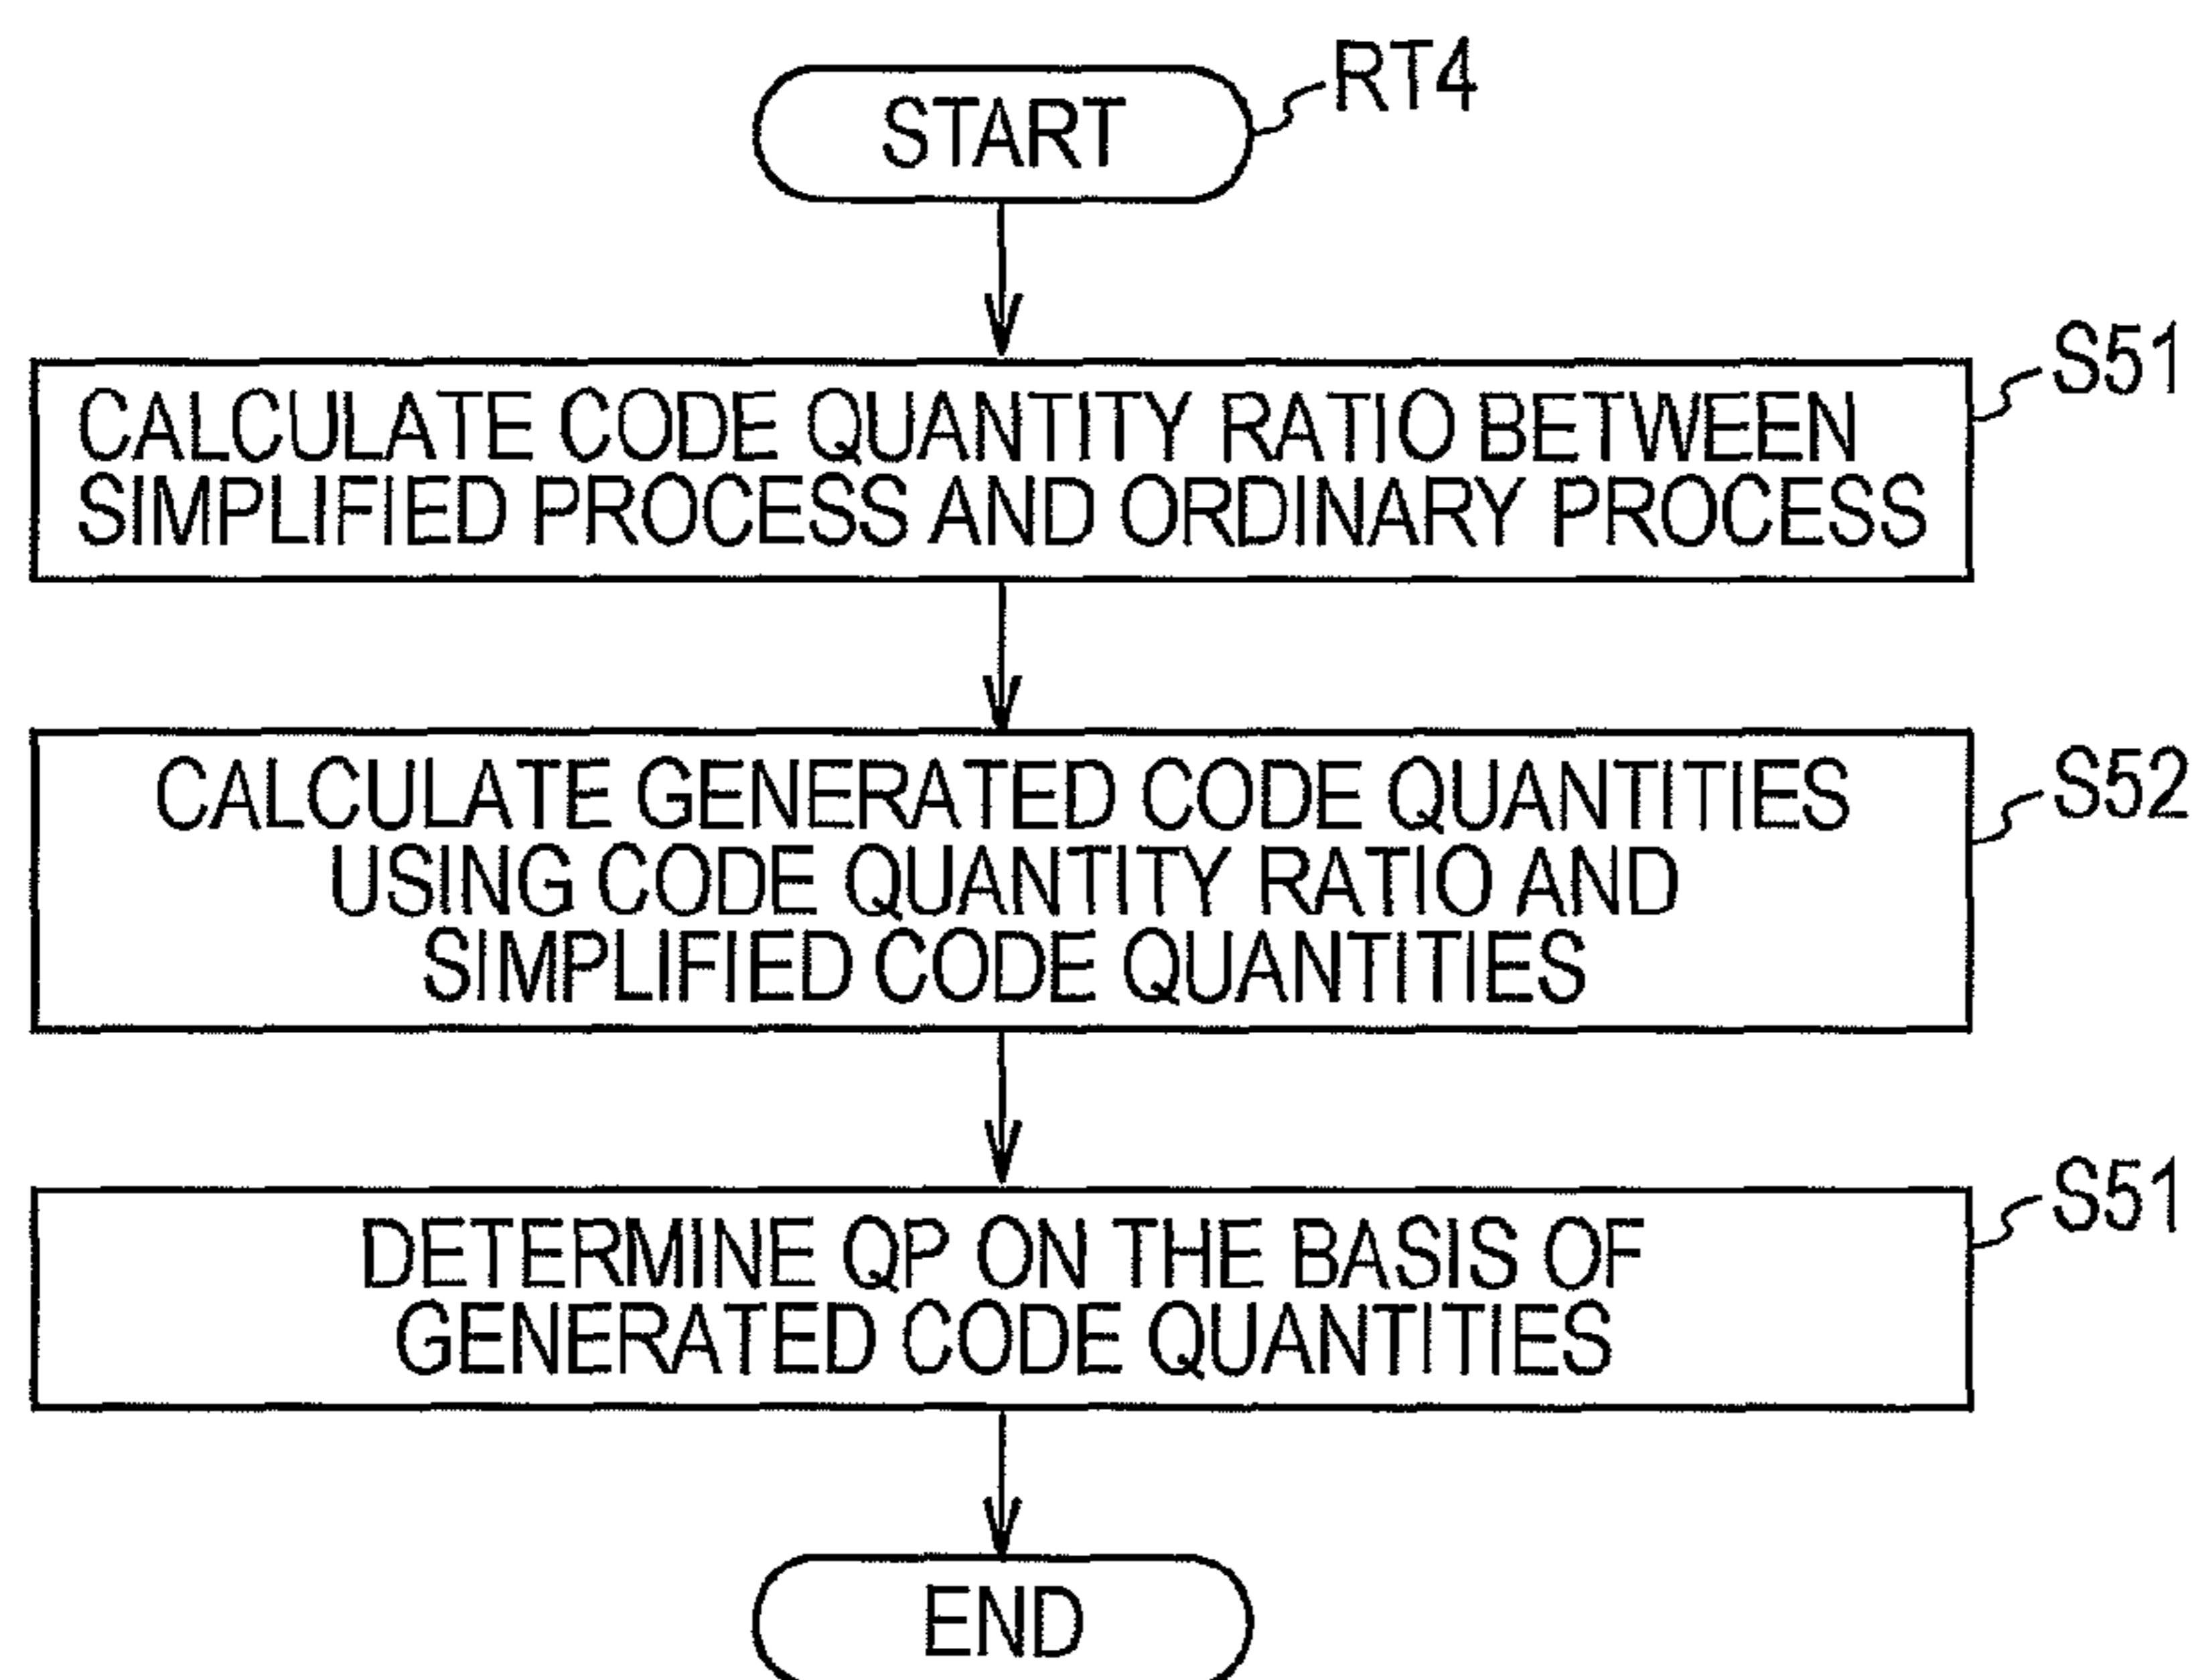 START
RT4
CALCULATE CODE QUANTITY RATIO BETWEEN
SIMPLIFIED PROCESS AND ORDINARY PROCESS
S51
CALCULATE GENERATED CODE QUANTITIES
USING CODE QUANTITY RATIO AND
SIMPLIFIED CODE QUANTITIES
S52
DETERMINE QP ON THE BASIS OF
GENERATED CODE QUANTITIES
S51
END